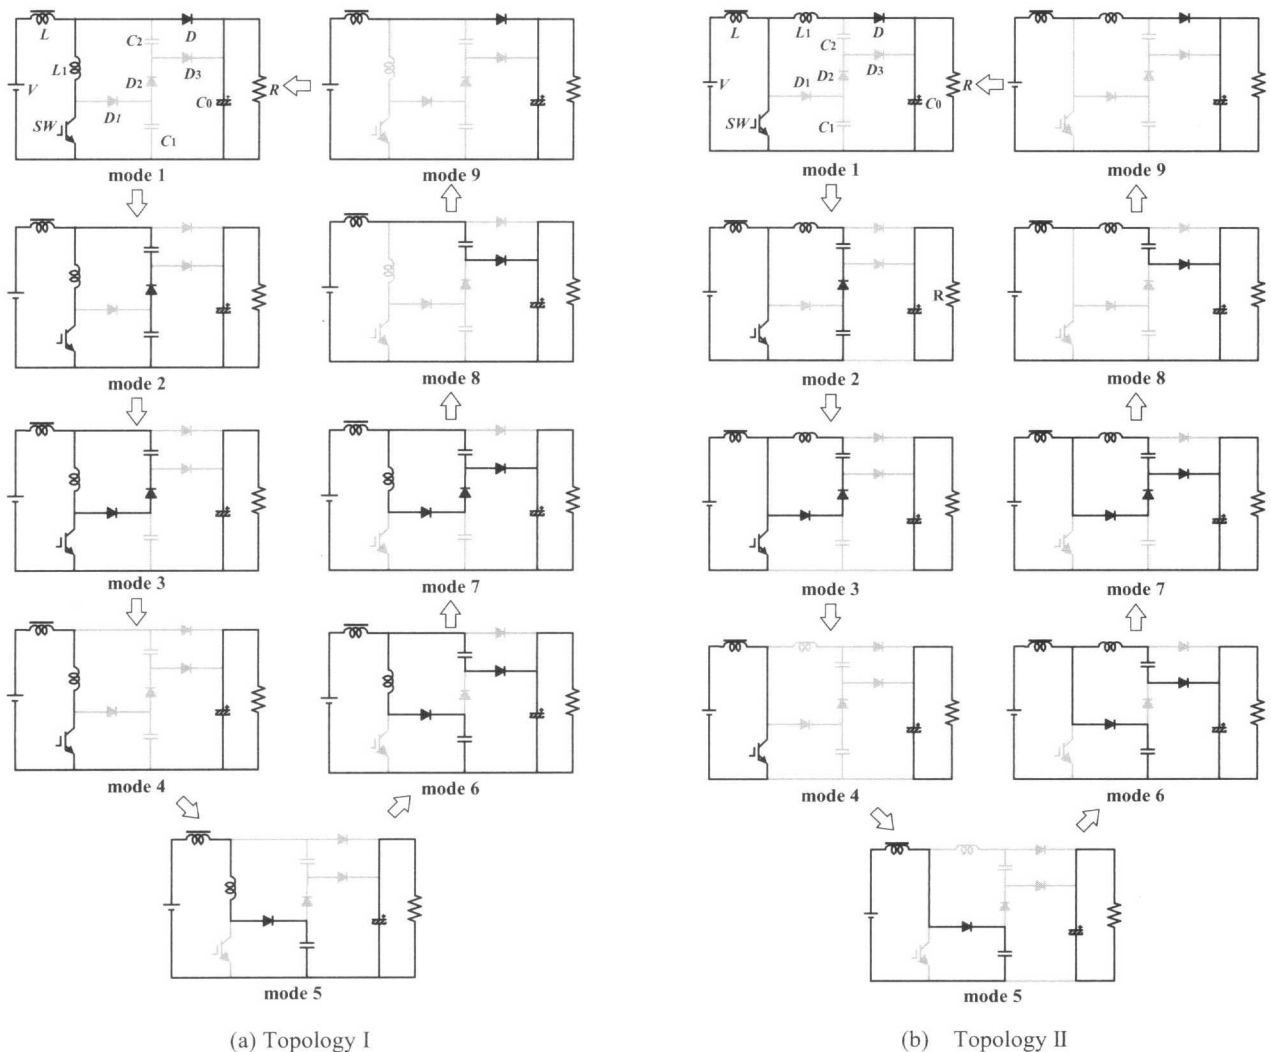 L
C2
D
L1
D2
D3
V
R
C0
SW
D1
C1
mode 1
mode 9
mode 2
mode 8
mode 3
mode 7
mode 4
mode 6
mode 5
(a) Topology I
L
L1
D
C2
D2
D3
V
D1
R
C0
SW
C1
mode 1
mode 9
R
mode 2
mode 8
mode 3
mode 7
mode 4
mode 6
mode 5
(b) Topology II